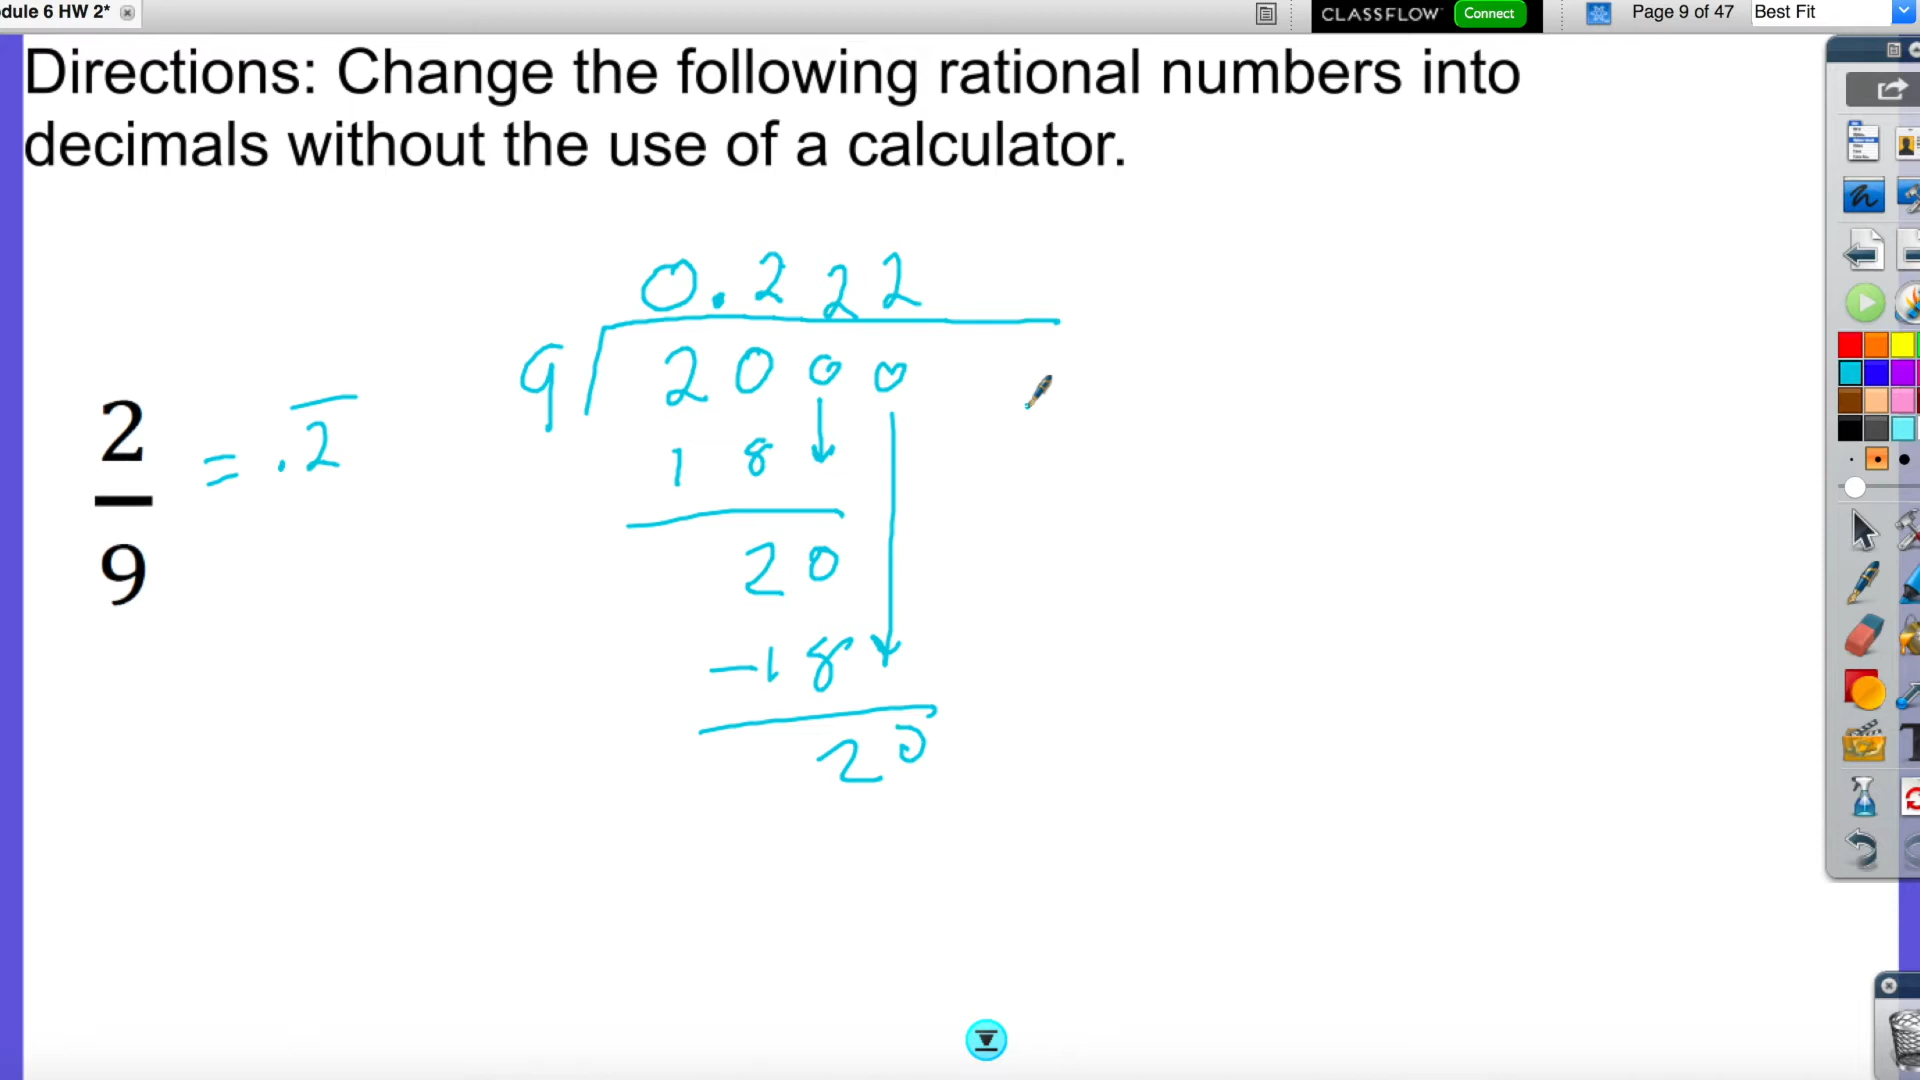 dule 6 HW 2*
CLASSFLOW Connect
Page 9 of 47
Best Fit
Directions: Change the following rational numbers into
decimals without the use of a calculator.
0.222
9 2000
2
9
= .2̅
18
20
-18
20